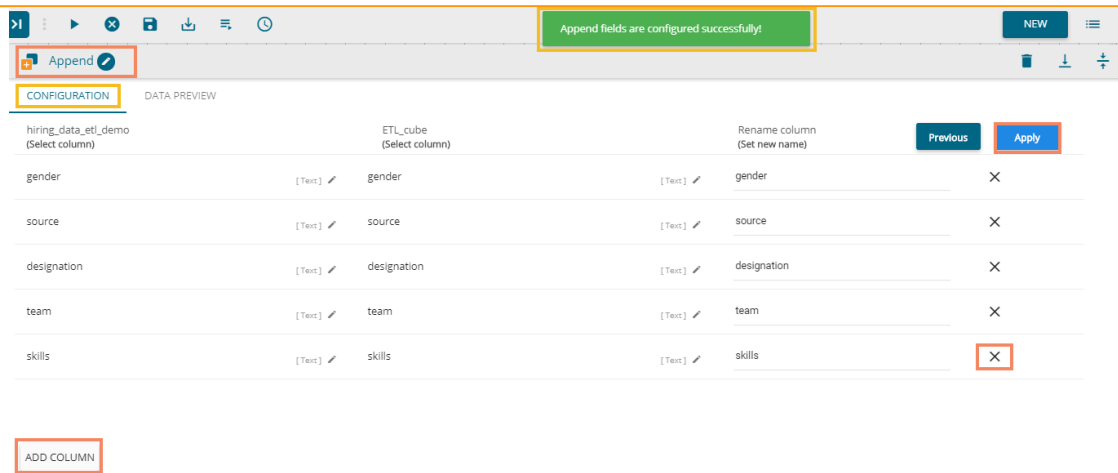 Append fields are configured successfully!
NEW
Append
CONFIGURATION
DATA PREVIEW
hiring_data_etl_demo
(Select column)
ETL_cube
(Select column)
Rename column
(Set new name)
Previous
Apply
gender [Text] gender [Text] gender
source [Text] source [Text] source
designation [Text] designation [Text] designation
team [Text] team [Text] team
skills [Text] skills [Text] skills
ADD COLUMN